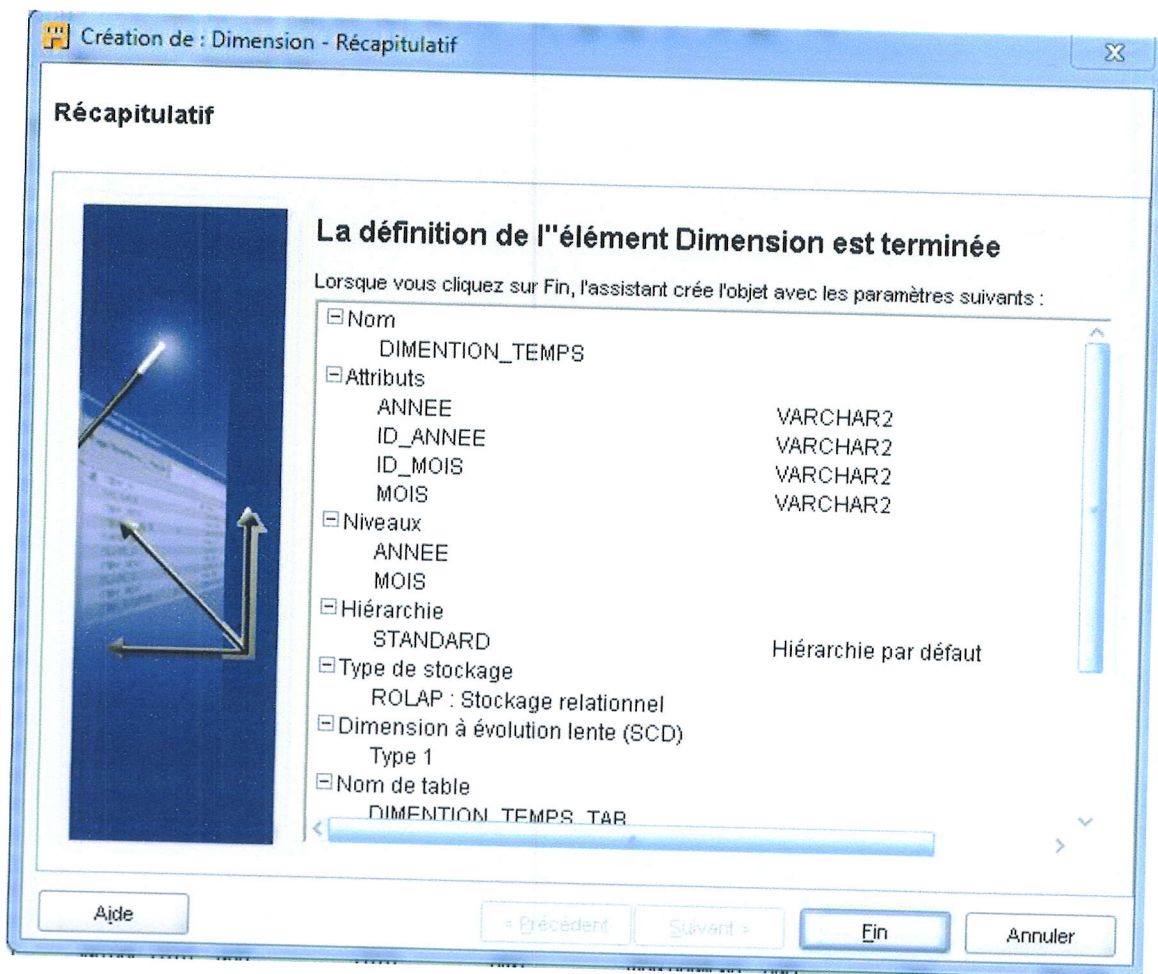 Création de : Dimension - Récapitulatif
Récapitulatif
La définition de l''élément Dimension est terminée
Lorsque vous cliquez sur Fin, l'assistant crée l'objet avec les paramètres suivants :
Nom
DIMENTION_TEMPS
Attributs
ANNEE VARCHAR2
ID_ANNEE VARCHAR2
ID_MOIS VARCHAR2
MOIS VARCHAR2
Niveaux
ANNEE
MOIS
Hiérarchie
STANDARD Hiérarchie par défaut
Type de stockage
ROLAP : Stockage relationnel
Dimension à évolution lente (SCD)
Type 1
Nom de table
DIMENTION_TEMPS_TAB
Aide < Précédent Suivant > Fin Annuler